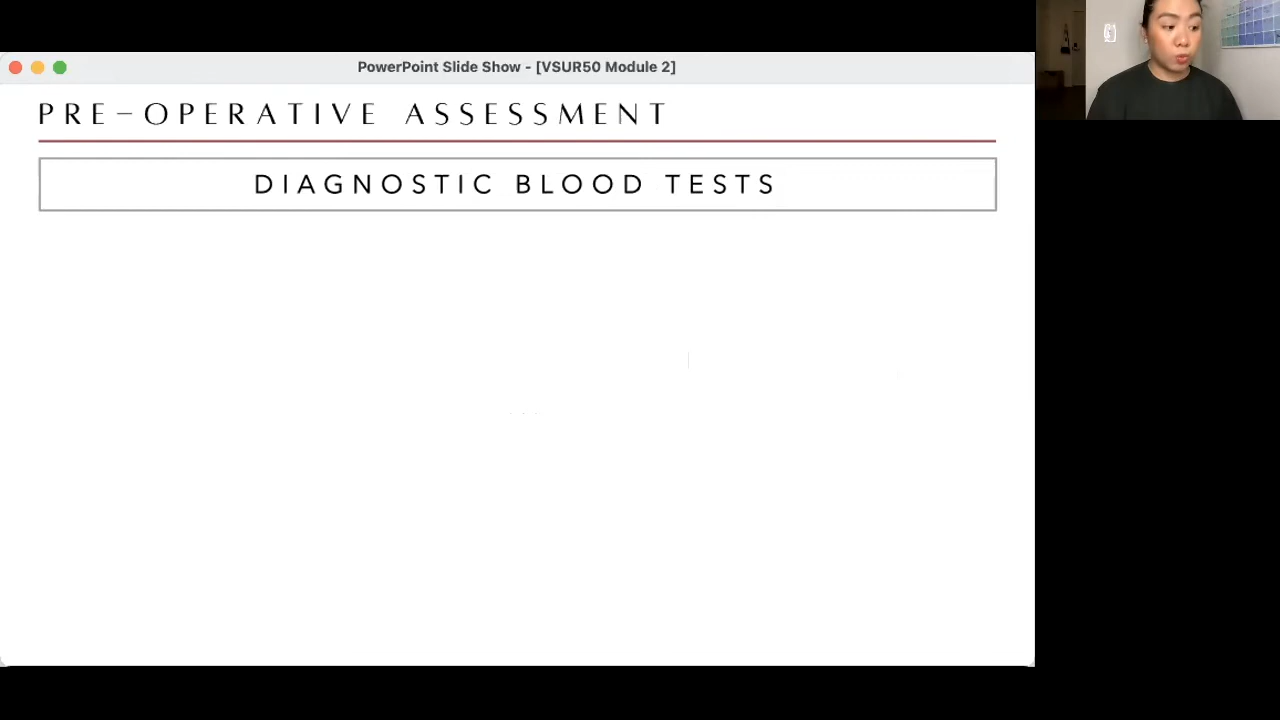 PowerPoint Slide Show - [VSUR50 Module 2]
PRE-OPERATIVE ASSESSMENT
DIAGNOSTIC BLOOD TESTS